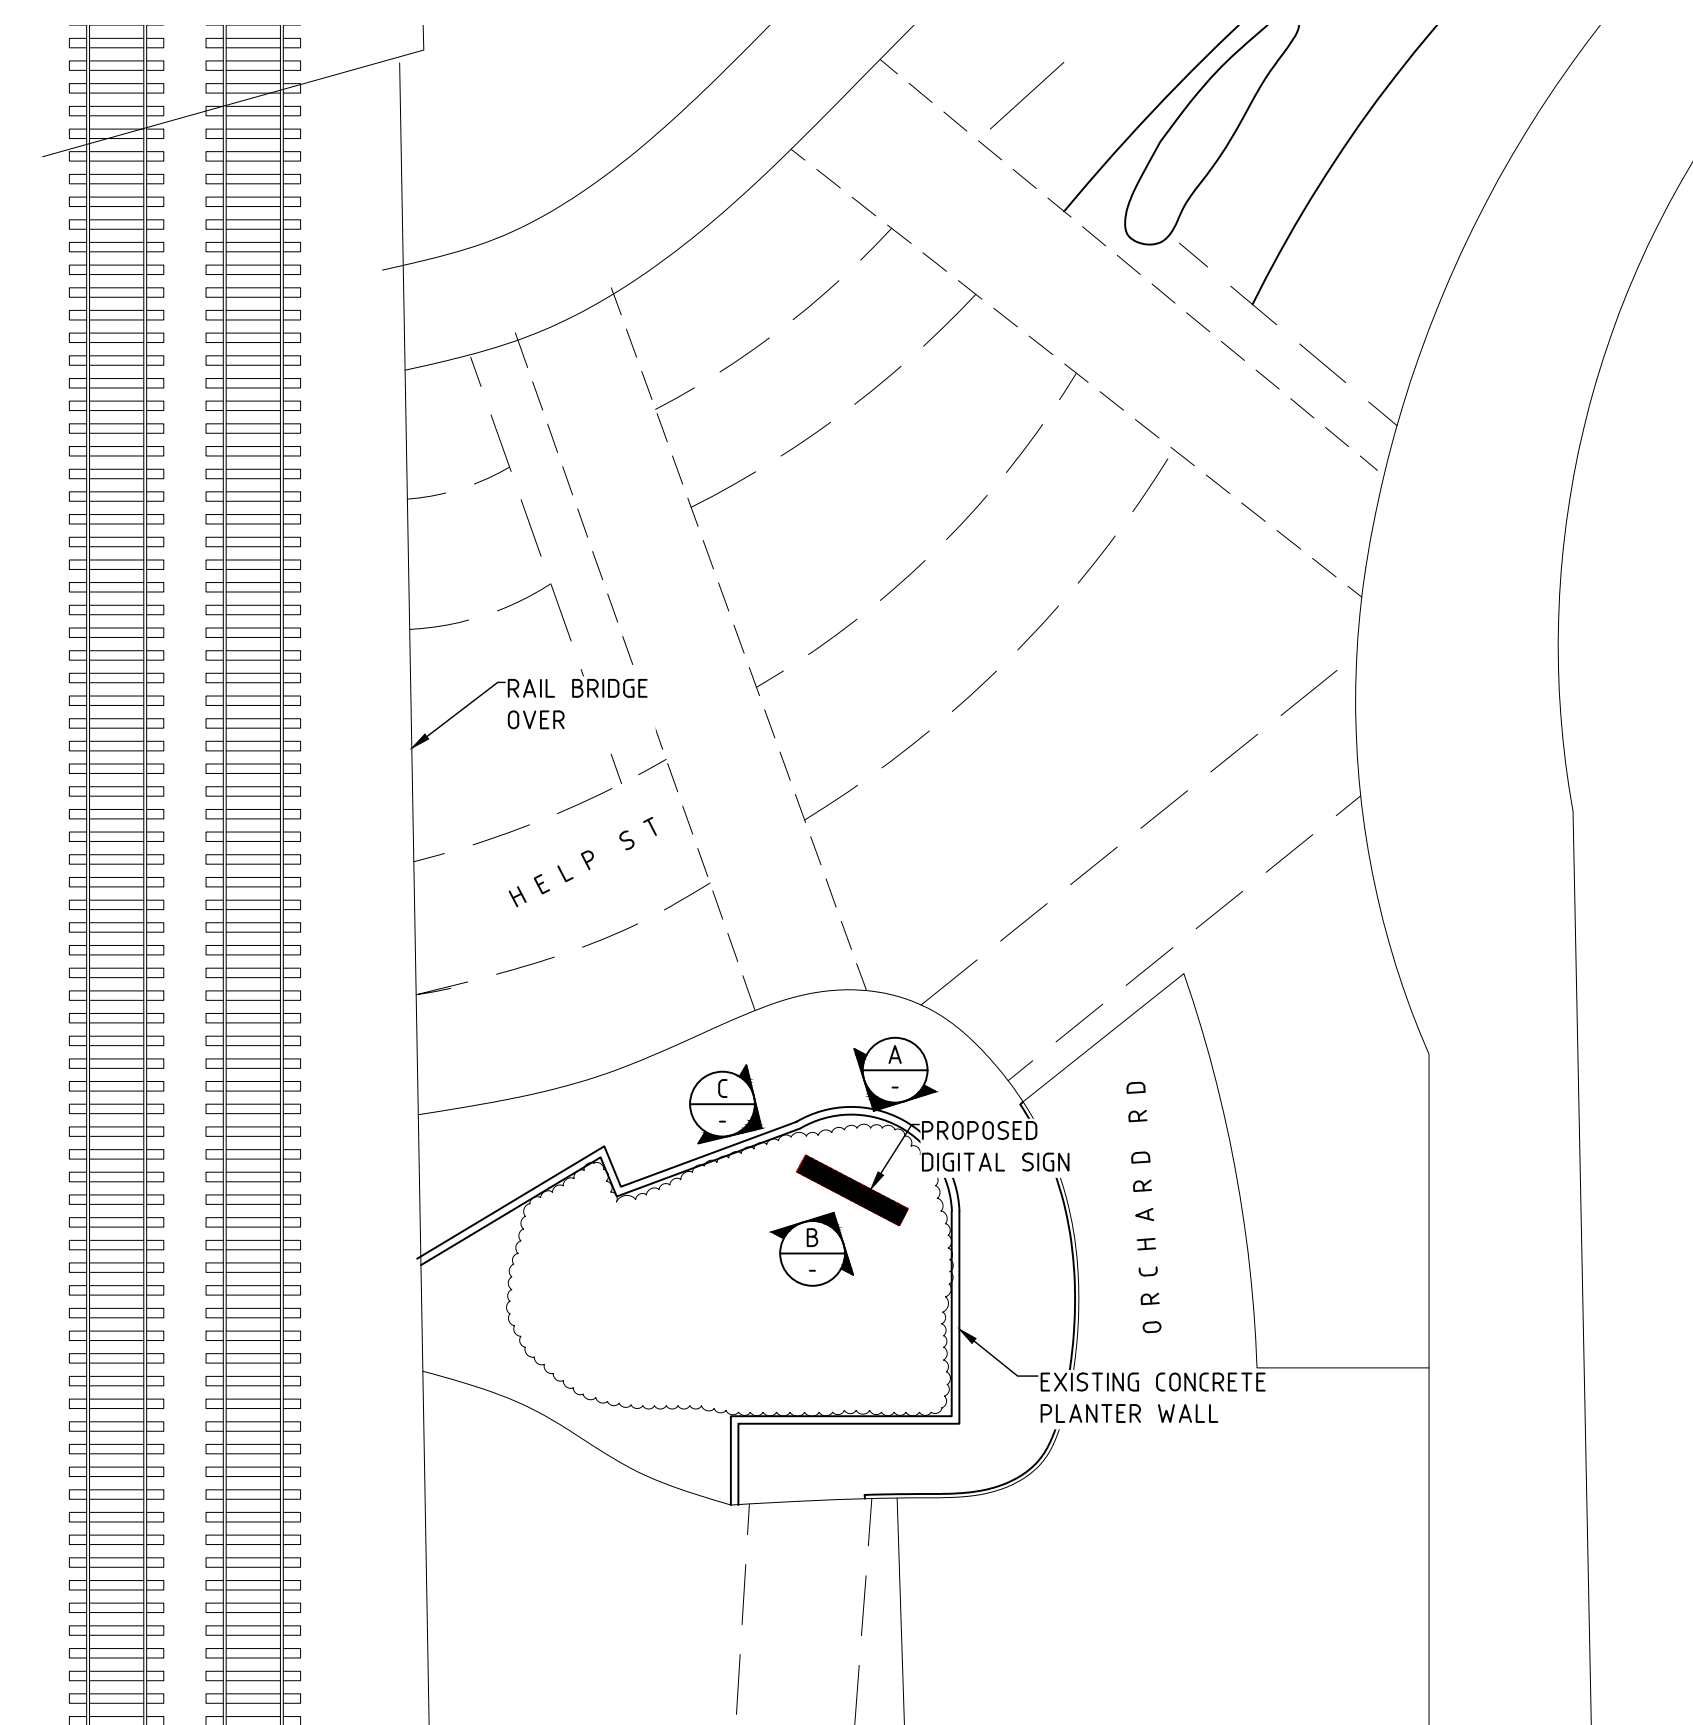 RAIL BRIDGE
OVER
HELP ST
A
-
C
-
PROPOSED
DIGITAL SIGN
B
-
ORCHARD RD
EXISTING CONCRETE
PLANTER WALL